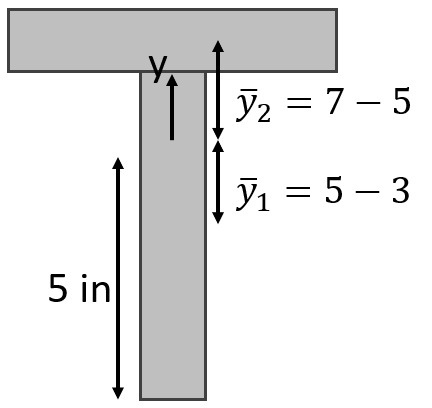 y
ȳ₂ = 7 − 5
ȳ₁ = 5 − 3
5 in